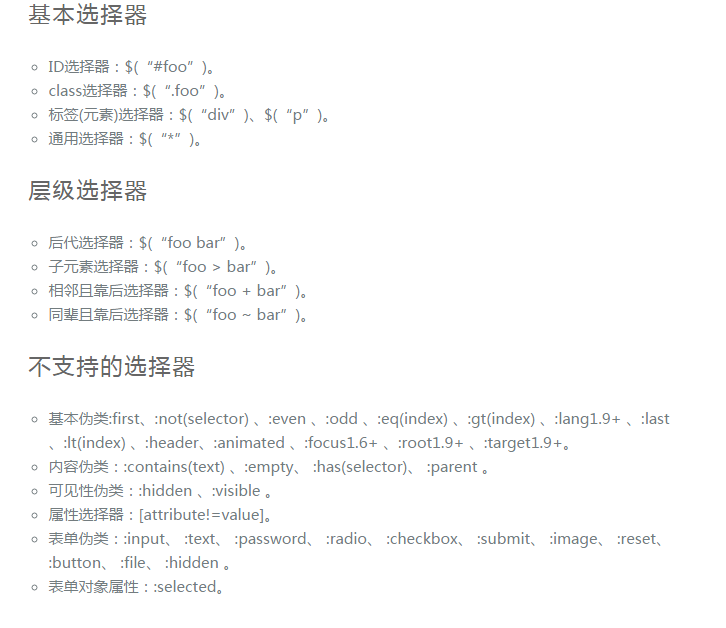 基本选择器
ID选择器：$(“#foo”)。
class选择器：$(“.foo”)。
标签(元素)选择器：$(“div”)、$(“p”)。
通用选择器：$(“*”)。
层级选择器
后代选择器：$(“foo bar”)。
子元素选择器：$(“foo > bar”)。
相邻且靠后选择器：$(“foo + bar”)。
同辈且靠后选择器：$(“foo ~ bar”)。
不支持的选择器
基本伪类:first、:not(selector) 、:even 、:odd 、:eq(index) 、:gt(index) 、:lang1.9+ 、:last
、:lt(index) 、:header、:animated 、:focus1.6+ 、:root1.9+ 、:target1.9+。
内容伪类：:contains(text) 、:empty、 :has(selector)、 :parent 。
可见性伪类：:hidden 、:visible 。
属性选择器：[attribute!=value]。
表单伪类：:input、 :text、 :password、 :radio、 :checkbox、 :submit、 :image、 :reset、
:button、 :file、 :hidden 。
表单对象属性：:selected。